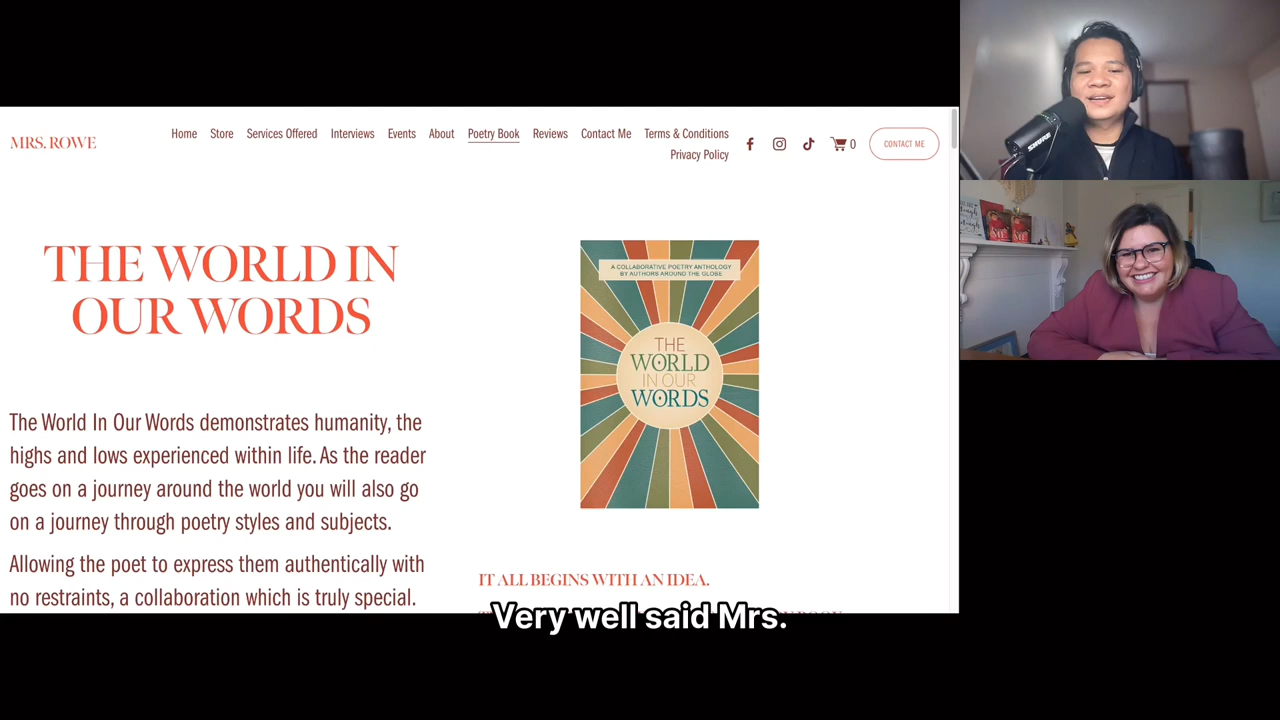 MRS. ROWE
Home
Store
Services Offered
Interviews
Events
About
Poetry Book
Reviews
Contact Me
Terms & Conditions
Privacy Policy
0
CONTACT ME
THE WORLD IN
OUR WORDS
The World In Our Words demonstrates humanity, the
highs and lows experienced within life. As the reader
goes on a journey around the world you will also go
on a journey through poetry styles and subjects.
Allowing the poet to express them authentically with
no restraints, a collaboration which is truly special.
A COLLABORATIVE POETRY ANTHOLOGY
BY AUTHORS AROUND THE GLOBE
THE
WORLD
IN OUR
WORDS
IT ALL BEGINS WITH AN IDEA.
Very well said Mrs.
SHURE